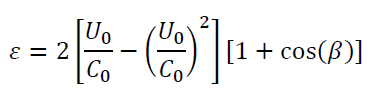 ε = 2 [U₀/C₀ − (U₀/C₀)²] [1 + cos(β)]